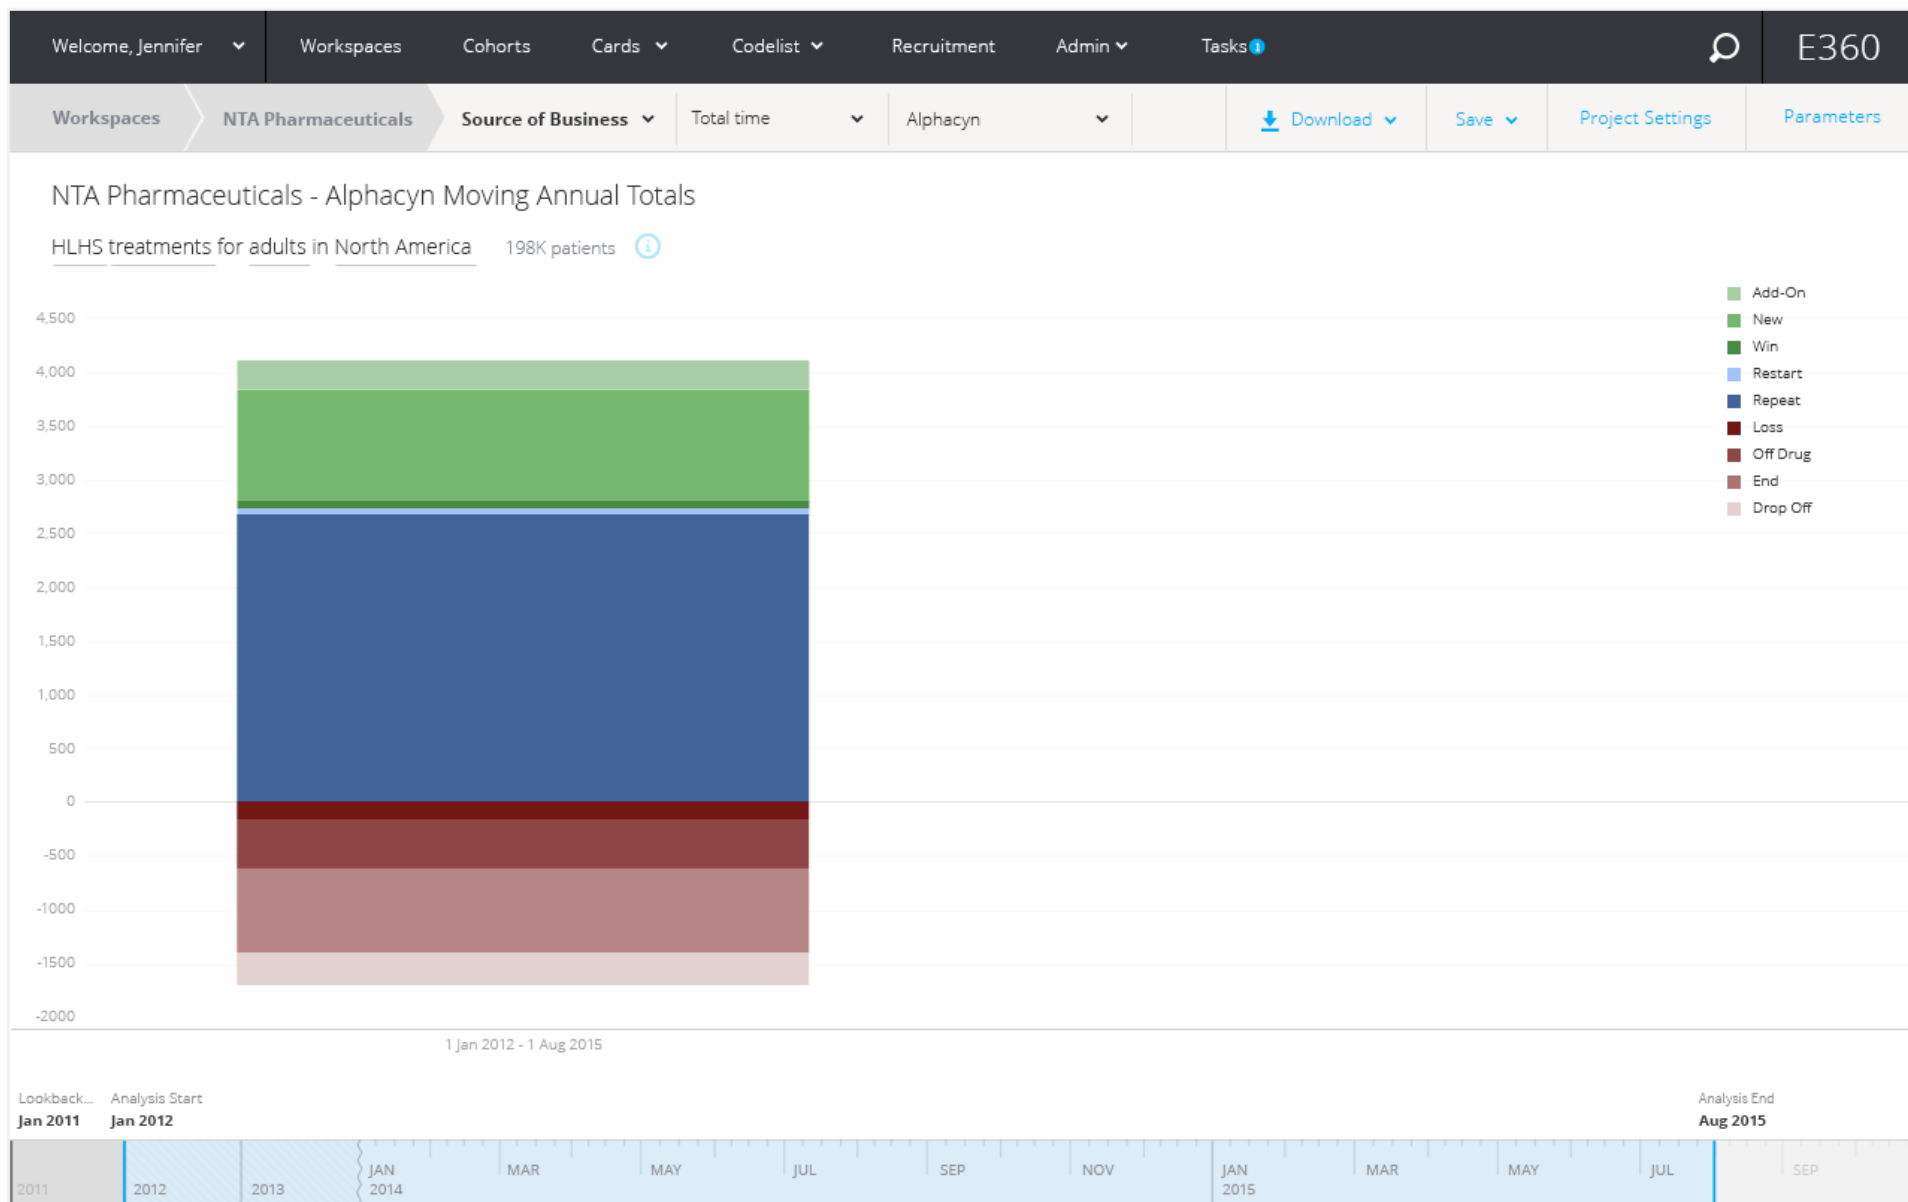 Welcome, Jennifer Workspaces Cohorts Cards Codelist Recruitment Admin Tasks 1 E360
Workspaces NTA Pharmaceuticals Source of Business Total time Alphacyn Download Save Project Settings Parameters
NTA Pharmaceuticals - Alphacyn Moving Annual Totals
HLHS treatments for adults in North America 198K patients i
Add-On
New
Win
Restart
Repeat
Loss
Off Drug
End
Drop Off
4,500
4,000
3,500
3,000
2,500
2,000
1,500
1,000
500
0
-500
-1000
-1500
-2000
1 Jan 2012 - 1 Aug 2015
Lookback... Analysis Start Analysis End
Jan 2011 Jan 2012 Aug 2015
JAN MAR MAY JUL SEP NOV JAN MAR MAY JUL SEP
2011 2012 2013 2014 2015